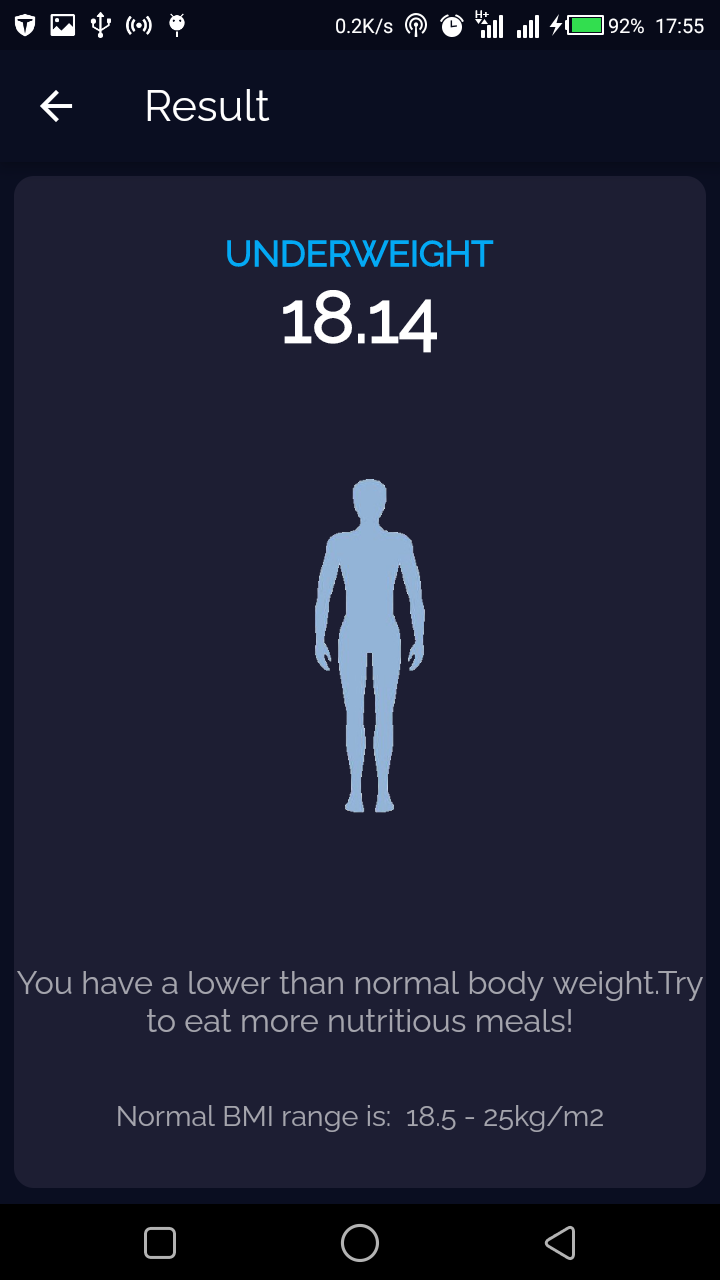 0.2K/s H+ 92% 17:55
Result
UNDERWEIGHT
18.14
You have a lower than normal body weight.Try
to eat more nutritious meals!
Normal BMI range is: 18.5 - 25kg/m2